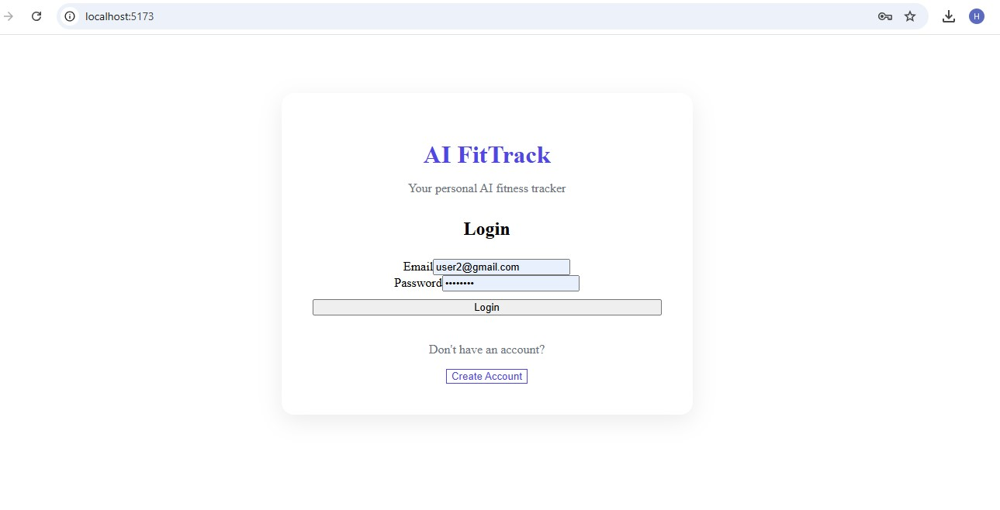 localhost:5173
H
AI FitTrack
Your personal AI fitness tracker
Login
Email user2@gmail.com
Password ••••••••
Login
Don't have an account?
Create Account